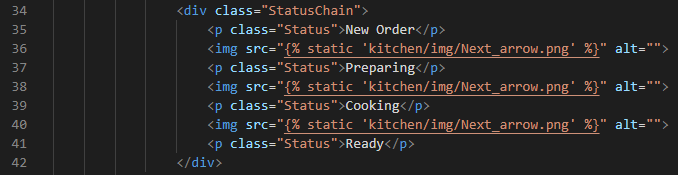 34 <div class="StatusChain">
35 <p class="Status">New Order</p>
36 <img src="{% static 'kitchen/img/Next_arrow.png' %}" alt="">
37 <p class="Status">Preparing</p>
38 <img src="{% static 'kitchen/img/Next_arrow.png' %}" alt="">
39 <p class="Status">Cooking</p>
40 <img src="{% static 'kitchen/img/Next_arrow.png' %}" alt="">
41 <p class="Status">Ready</p>
42 </div>